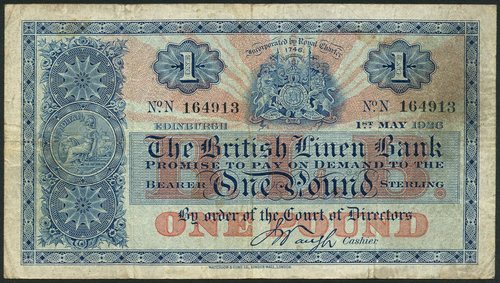 Incorporated by Royal Charter
1746
1 1
No. N 164913 No. N 164913
EDINBURGH 1ST MAY 1926
The British Linen Bank
PROMISE TO PAY ON DEMAND TO THE
BEARER One Pound STERLING
By order of the Court of Directors
ONE POUND
Cashier